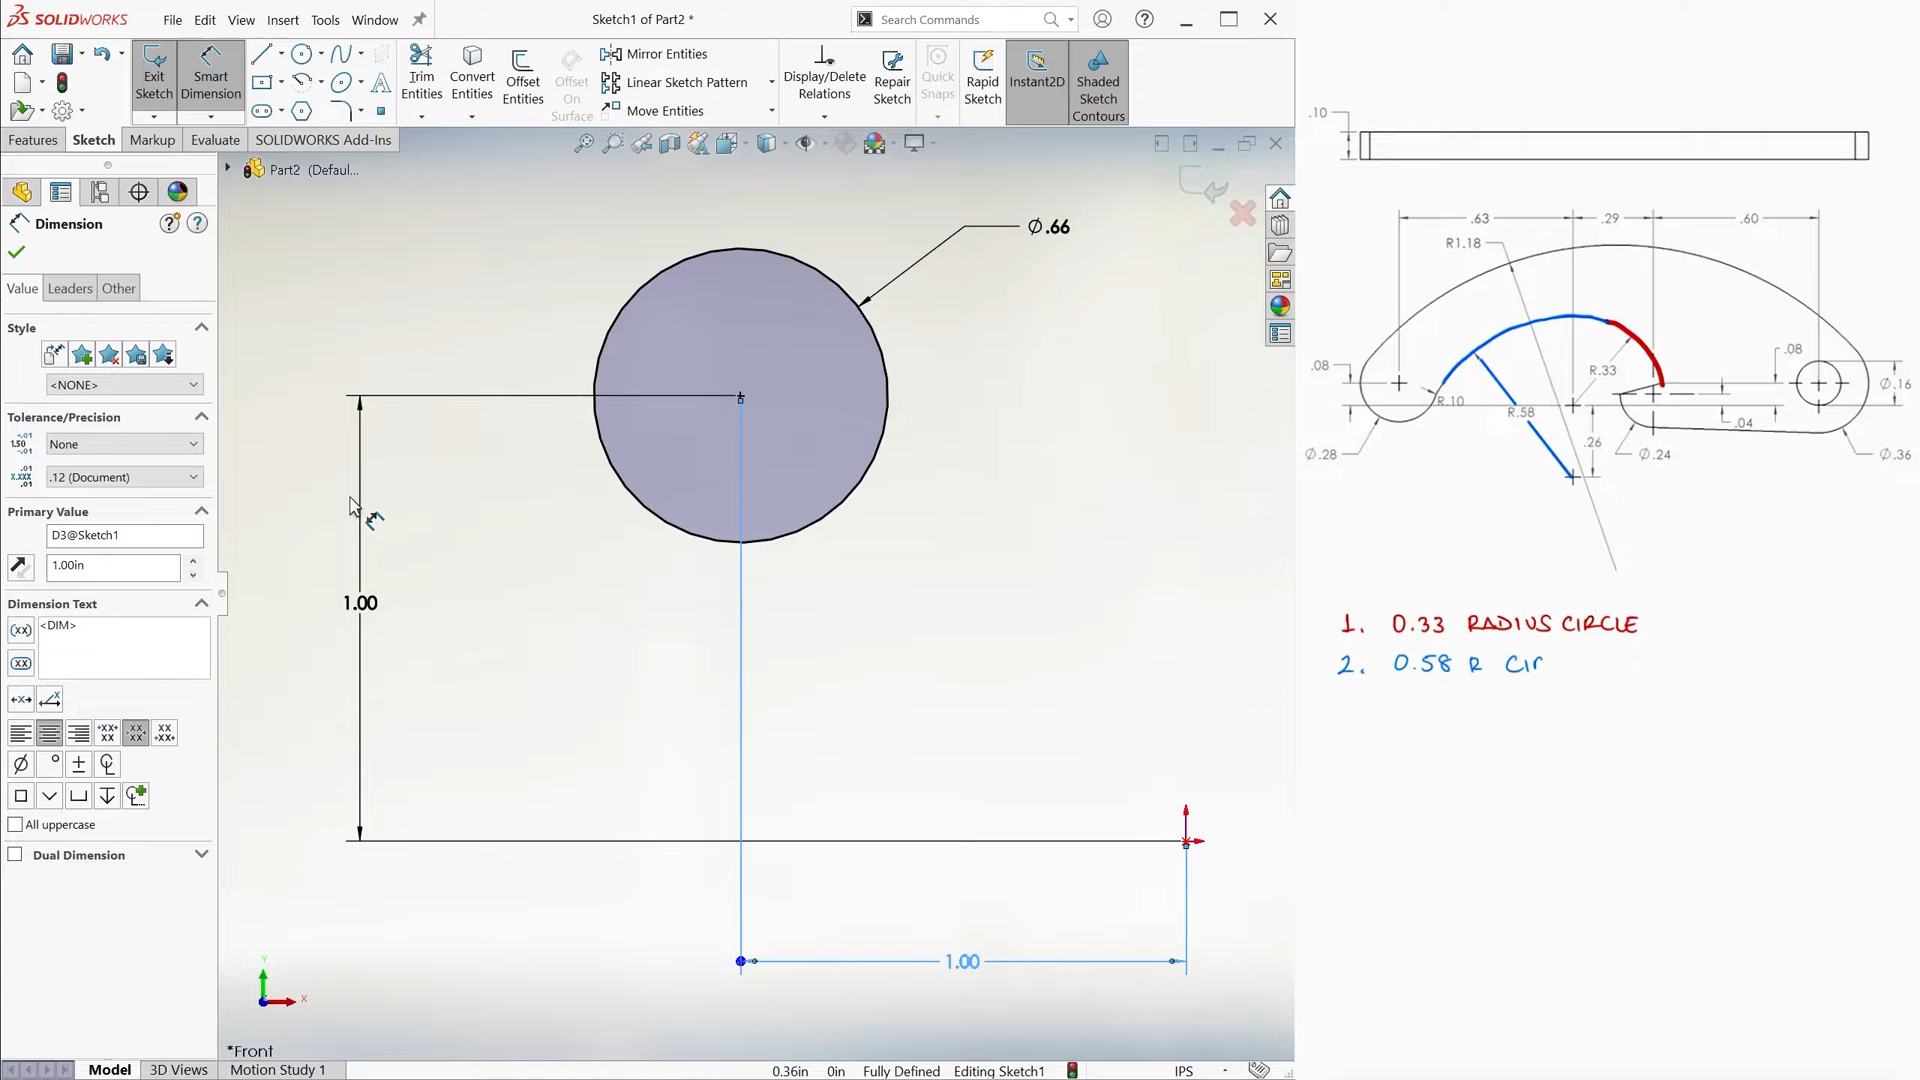 SOLIDWORKS File Edit View Insert Tools Window Sketch1 of Part2 * Search Commands
Exit Sketch
Smart Dimension
Trim Entities
Convert Entities
Offset Entities
Offset On Surface
Mirror Entities
Linear Sketch Pattern
Move Entities
Display/Delete Relations
Repair Sketch
Quick Snaps
Rapid Sketch
Instant2D
Shaded Sketch Contours
Features Sketch Markup Evaluate SOLIDWORKS Add-Ins
Part2 (Defaul...
Dimension
Value Leaders Other
Style
<NONE>
Tolerance/Precision
None
.12 (Document)
Primary Value
D3@Sketch1
1.00in
Dimension Text
<DIM>
All uppercase
Dual Dimension
∅.66
1.00
1.00
Y
X
*Front
Model 3D Views Motion Study 1
0.36in 0in Fully Defined Editing Sketch1 IPS
.10
.63 .29 .60
R1.18
.08
.08
R.33
∅.16
R.10
R.58
.04
.26
∅.28
∅.24
∅.36
1. 0.33 RADIUS CIRCLE
2. 0.58 R Cir